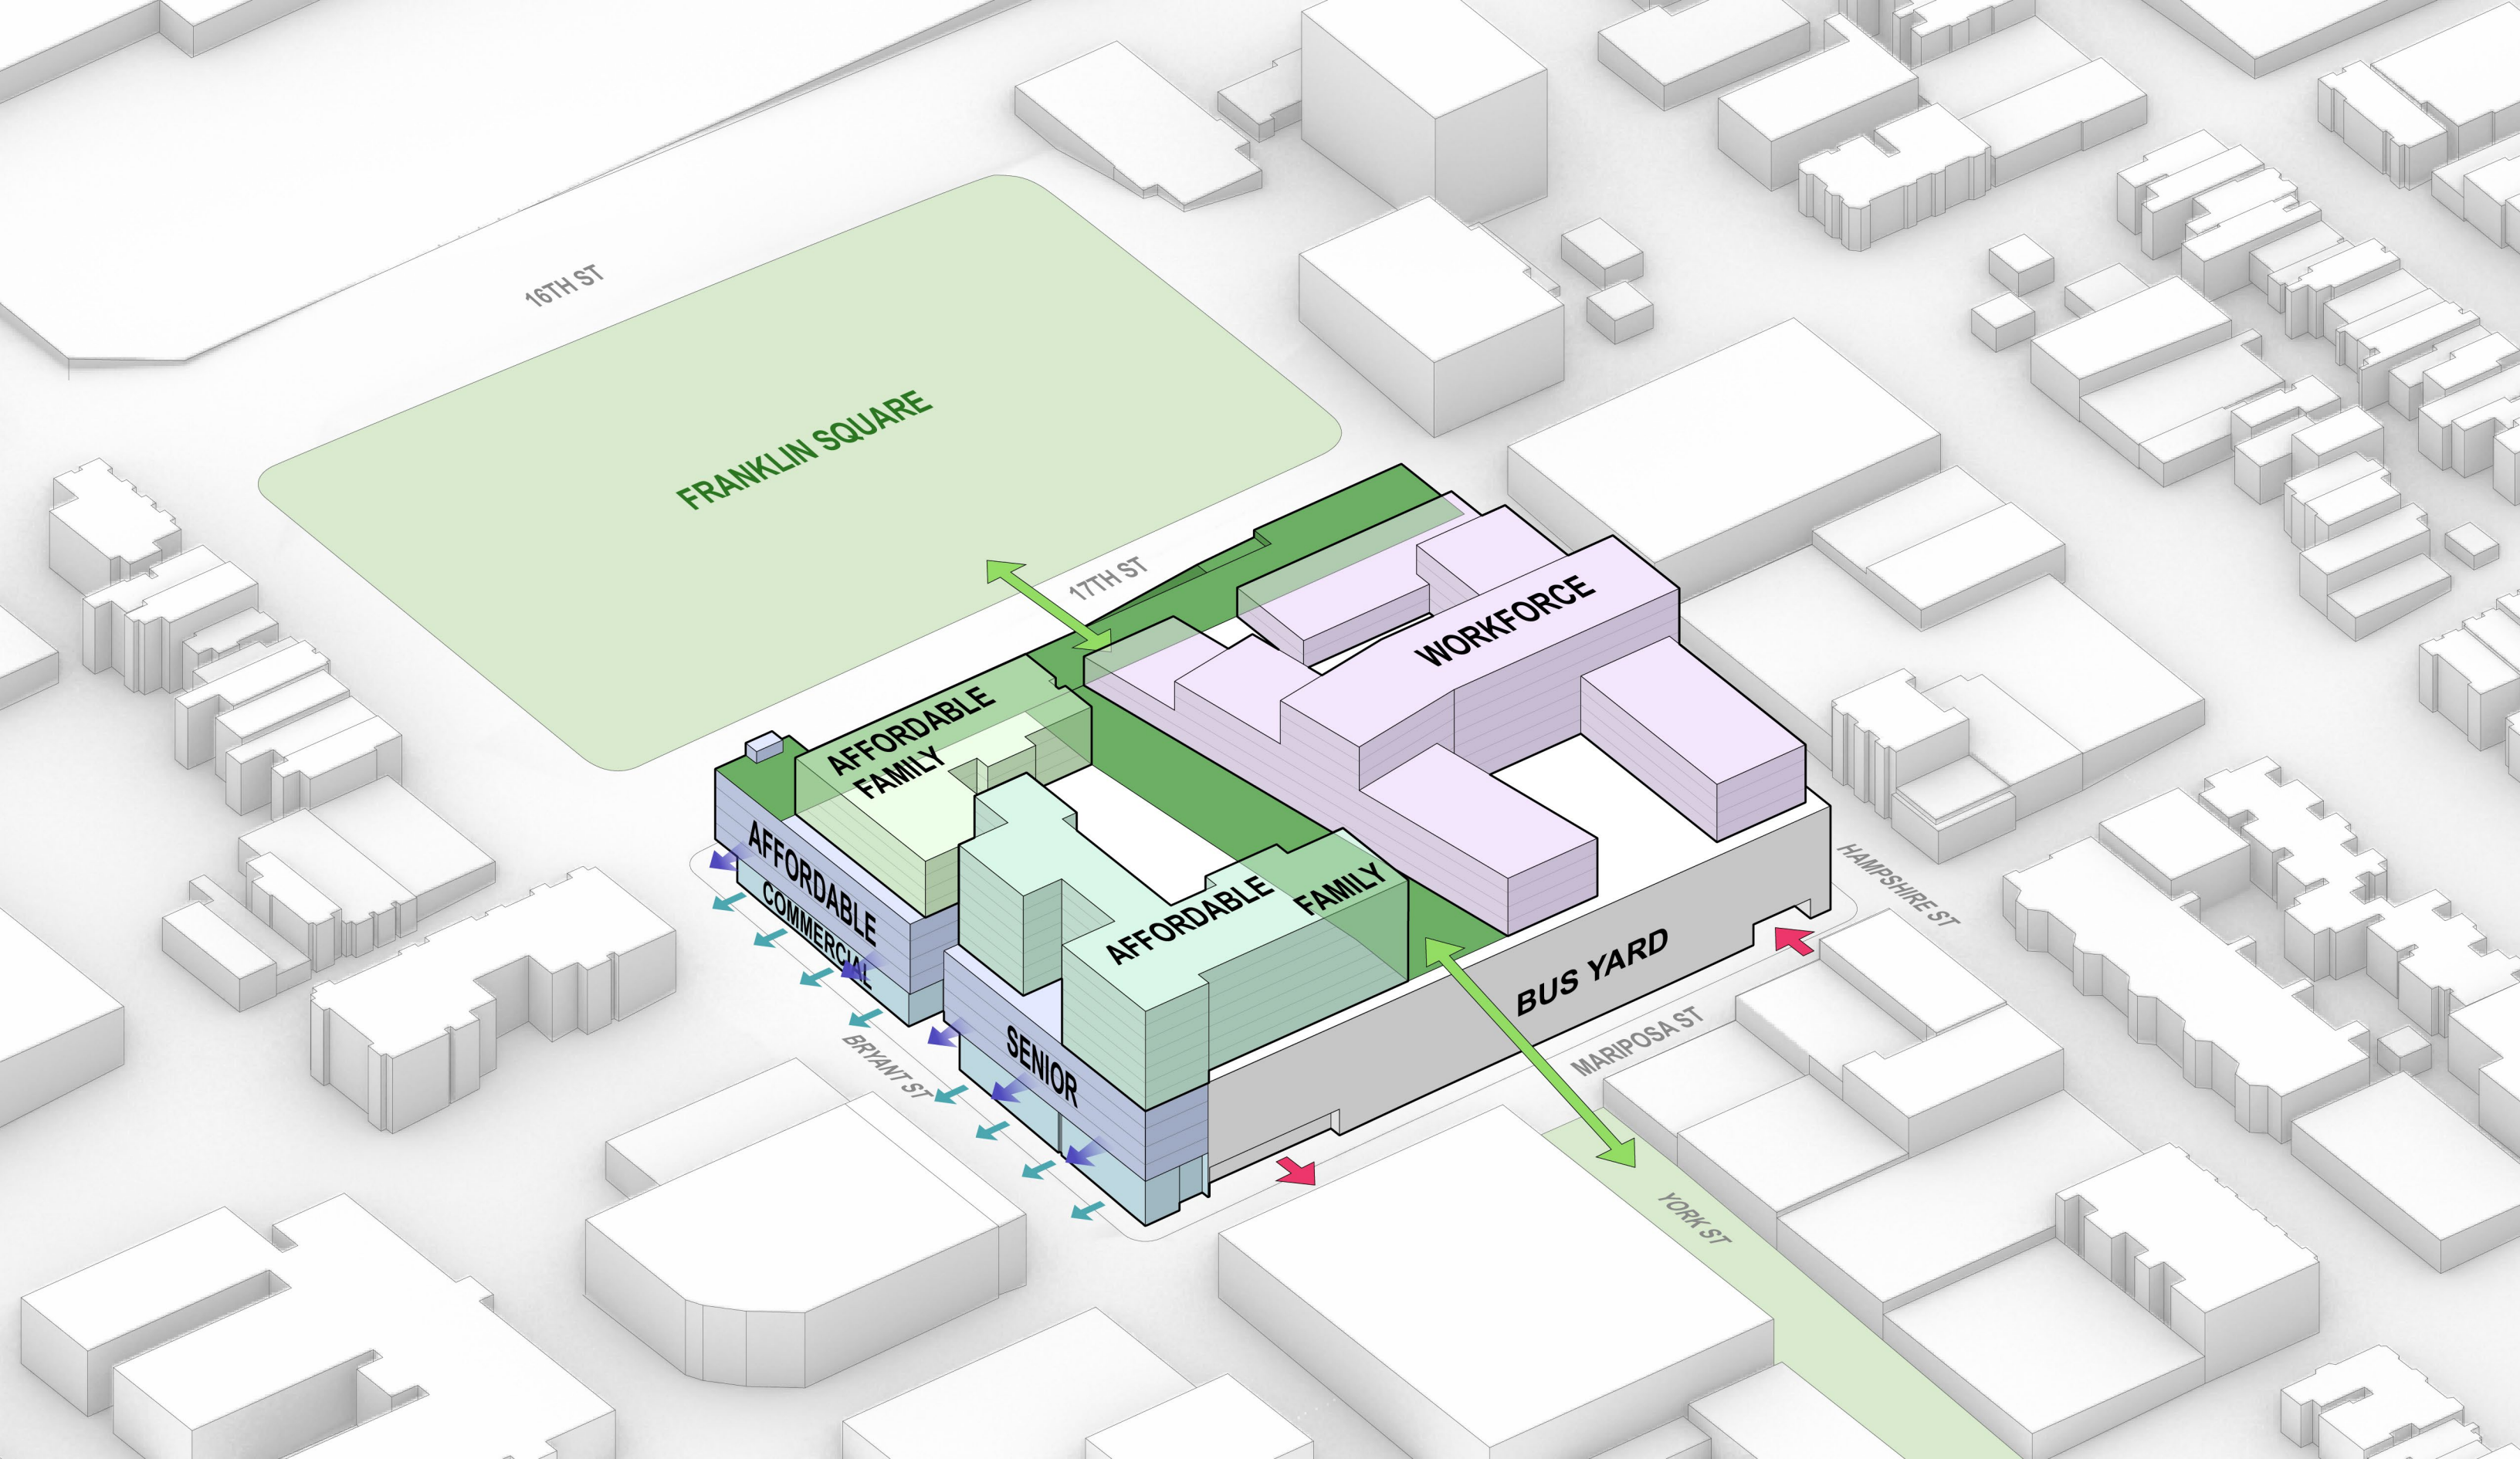 16TH ST
FRANKLIN SQUARE
17TH ST
WORKFORCE
AFFORDABLE
FAMILY
AFFORDABLE
COMMERCIAL
AFFORDABLE FAMILY
SENIOR
BUS YARD
HAMPSHIRE ST
MARIPOSA ST
BRYANT ST
YORK ST